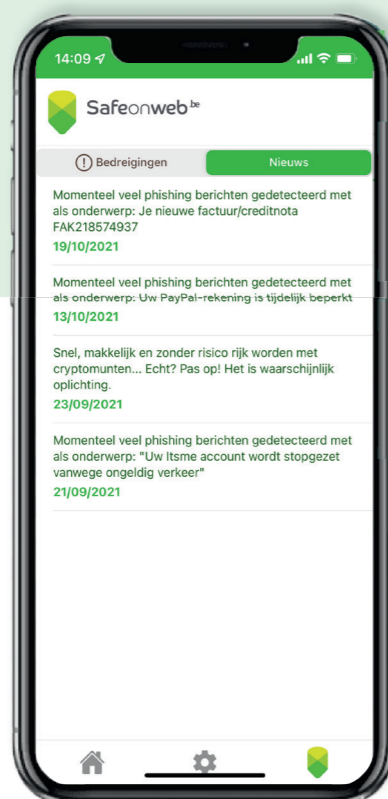 14:09
Safeonweb.be
Bedreigingen
Nieuws
Momenteel veel phishing berichten gedetecteerd met
als onderwerp: Je nieuwe factuur/creditnota
FAK218574937
19/10/2021
Momenteel veel phishing berichten gedetecteerd met
als onderwerp: Uw PayPal-rekening is tijdelijk beperkt
13/10/2021
Snel, makkelijk en zonder risico rijk worden met
cryptomunten... Echt? Pas op! Het is waarschijnlijk
oplichting.
23/09/2021
Momenteel veel phishing berichten gedetecteerd met
als onderwerp: "Uw Itsme account wordt stopgezet
vanwege ongeldig verkeer"
21/09/2021